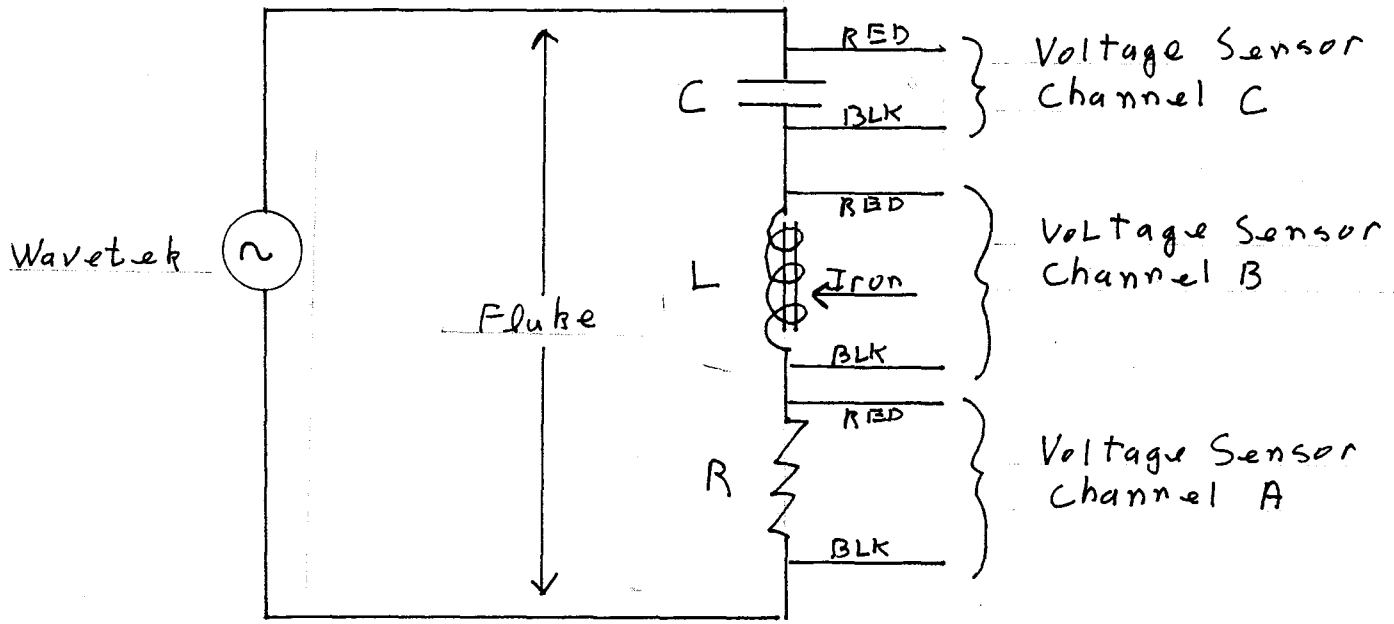 RED
Voltage Sensor
Channel C
C
BLK
RED
Wavetek
VoLtage Sensor
Channel B
L
Iron
Fluke
BLK
RED
R
Voltage Sensor
Channel A
BLK